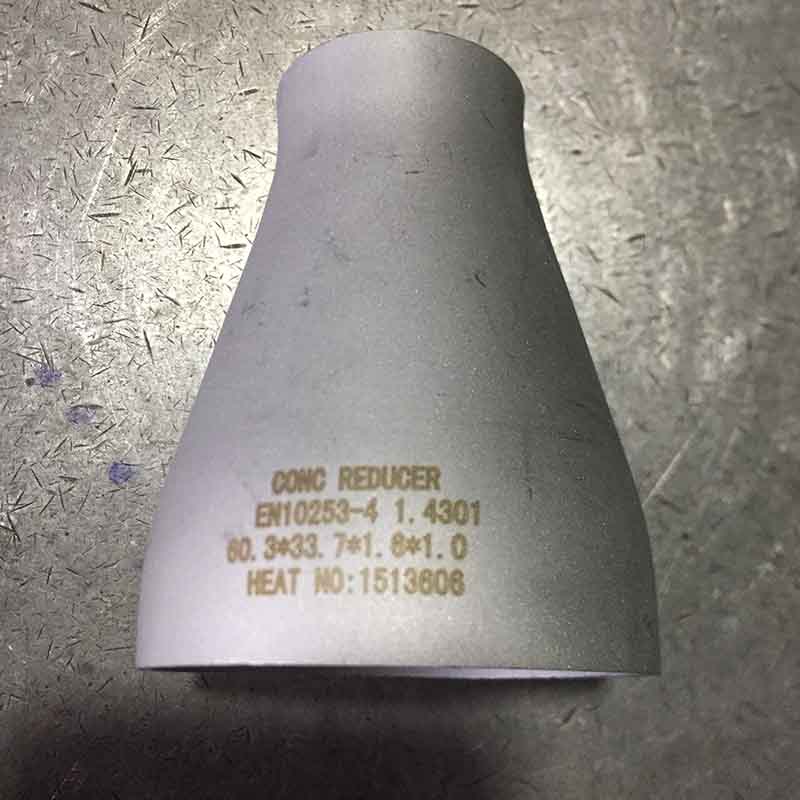 CONC REDUCER
EN10253-4 1.4301
60.3*33.7*1.6*1.0
HEAT NO:1513606